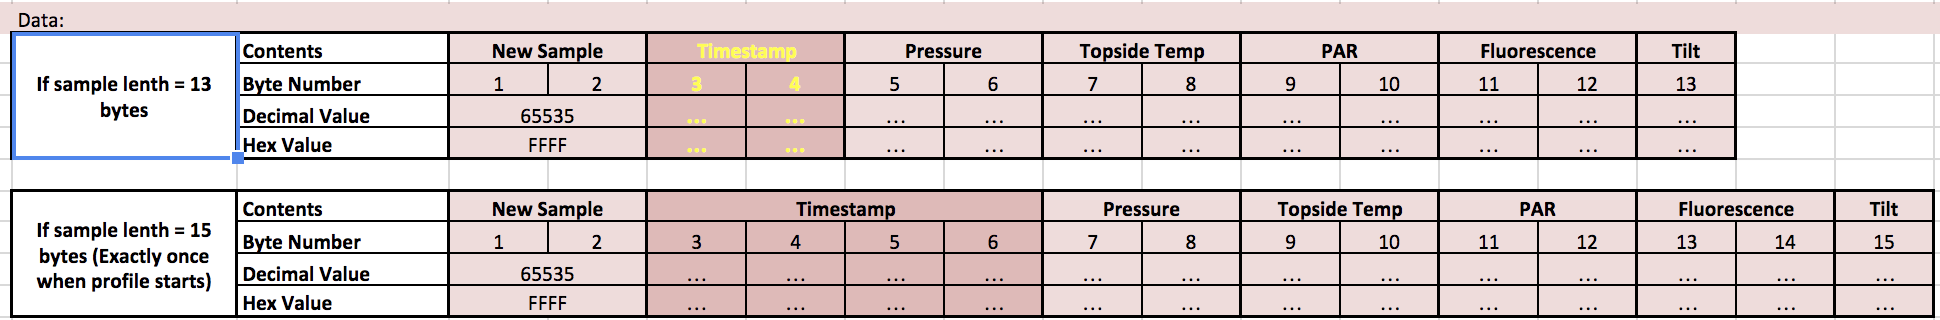 Data:
If sample lenth = 13 bytes
Contents New Sample Timestamp Pressure Topside Temp PAR Fluorescence Tilt
Byte Number 1 2 3 4 5 6 7 8 9 10 11 12 13
Decimal Value 65535 ... ... ... ... ... ... ... ... ... ... ...
Hex Value FFFF ... ... ... ... ... ... ... ... ... ... ...
If sample lenth = 15 bytes (Exactly once when profile starts)
Contents New Sample Timestamp Pressure Topside Temp PAR Fluorescence Tilt
Byte Number 1 2 3 4 5 6 7 8 9 10 11 12 13 14 15
Decimal Value 65535 ... ... ... ... ... ... ... ... ... ... ... ... ...
Hex Value FFFF ... ... ... ... ... ... ... ... ... ... ... ... ...